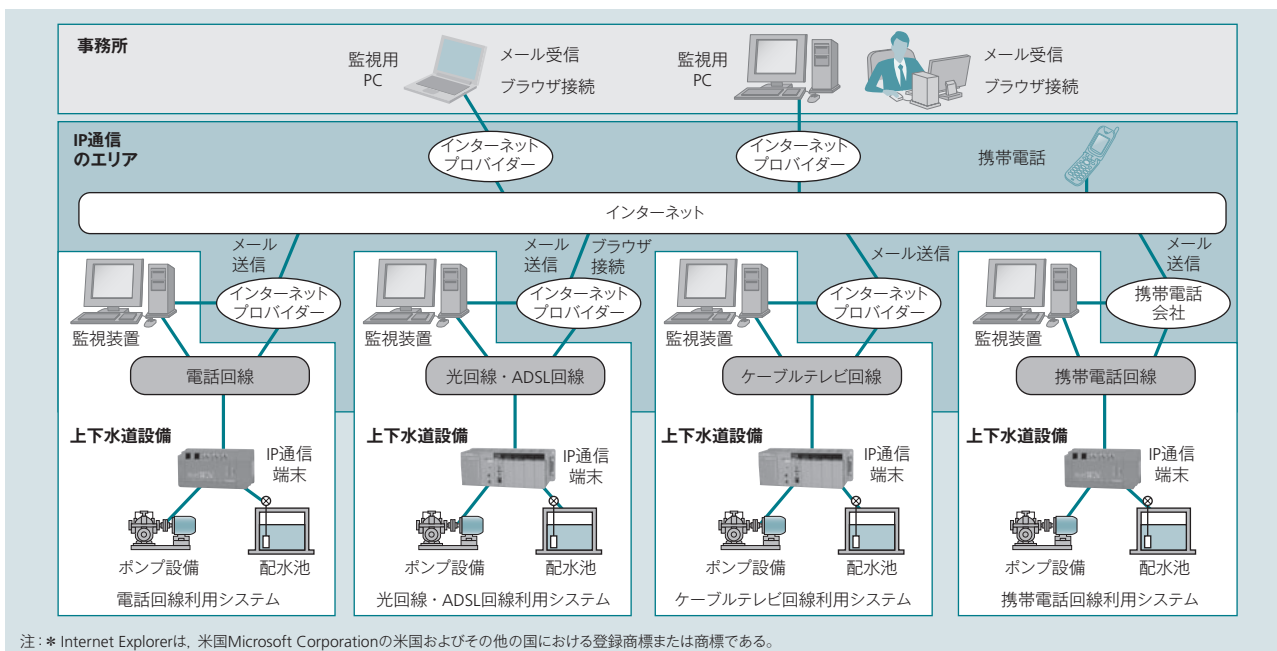 事務所
監視用
PC
メール受信
ブラウザ接続
監視用
PC
メール受信
ブラウザ接続
IP通信
のエリア
インターネット
プロバイダー
インターネット
プロバイダー
携帯電話
インターネット
メール
送信
メール
送信
ブラウザ
接続
メール送信
メール
送信
インターネット
プロバイダー
監視装置
電話回線
上下水道設備
IP通信
端末
ポンプ設備
配水池
電話回線利用システム
インターネット
プロバイダー
監視装置
光回線・ADSL回線
上下水道設備
IP通信
端末
ポンプ設備
配水池
光回線・ADSL回線利用システム
インターネット
プロバイダー
監視装置
ケーブルテレビ回線
上下水道設備
IP通信
端末
ポンプ設備
配水池
ケーブルテレビ回線利用システム
携帯電話
会社
監視装置
携帯電話回線
上下水道設備
IP通信
端末
ポンプ設備
配水池
携帯電話回線利用システム
注：＊ Internet Explorerは, 米国Microsoft Corporationの米国およびその他の国における登録商標または商標である。